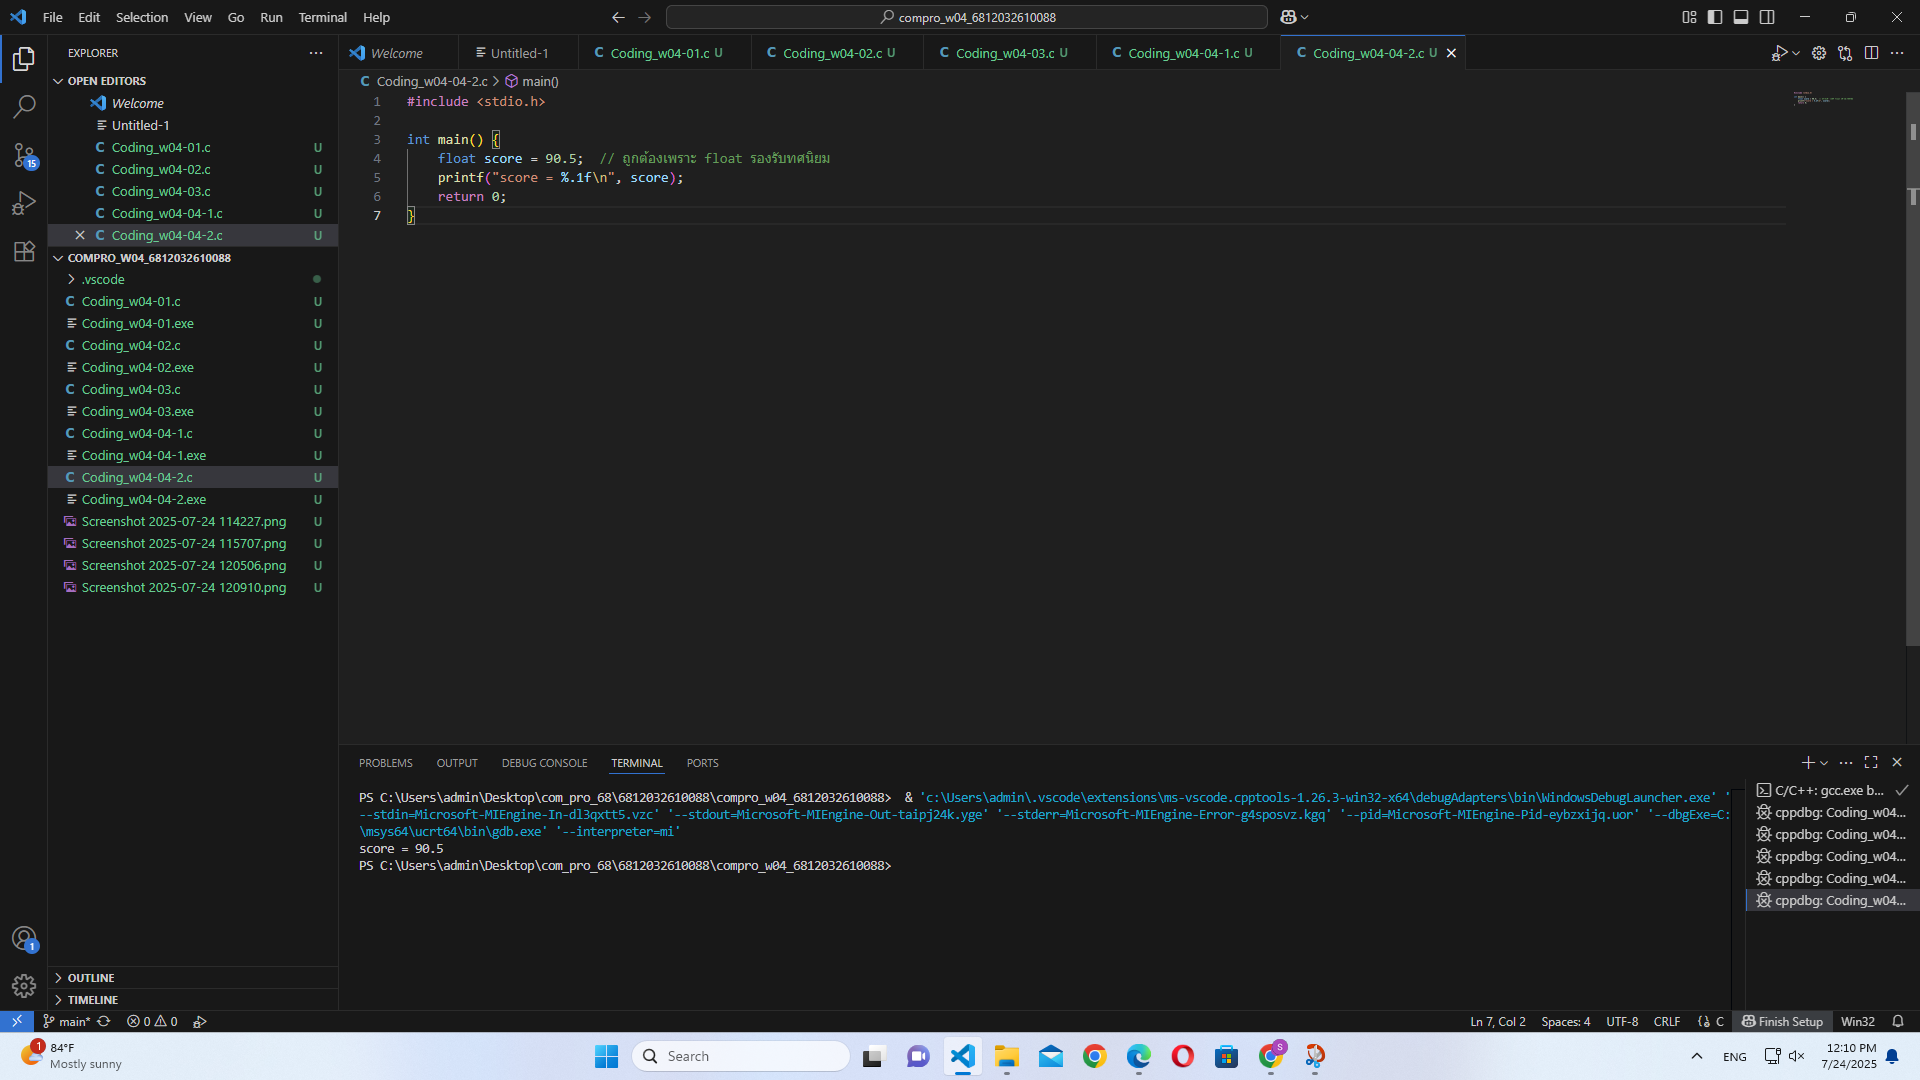 File Edit Selection View Go Run Terminal Help
compro_w04_6812032610088
EXPLORER
OPEN EDITORS
Welcome
Untitled-1
Coding_w04-01.c U
Coding_w04-02.c U
Coding_w04-03.c U
Coding_w04-04-1.c U
Coding_w04-04-2.c U
15
COMPRO_W04_6812032610088
.vscode
Coding_w04-01.c U
Coding_w04-01.exe U
Coding_w04-02.c U
Coding_w04-02.exe U
Coding_w04-03.c U
Coding_w04-03.exe U
Coding_w04-04-1.c U
Coding_w04-04-1.exe U
Coding_w04-04-2.c U
Coding_w04-04-2.exe U
Screenshot 2025-07-24 114227.png U
Screenshot 2025-07-24 115707.png U
Screenshot 2025-07-24 120506.png U
Screenshot 2025-07-24 120910.png U
OUTLINE
TIMELINE
1
Welcome Untitled-1 C Coding_w04-01.c U C Coding_w04-02.c U C Coding_w04-03.c U C Coding_w04-04-1.c U C Coding_w04-04-2.c U
C Coding_w04-04-2.c > main()
1 #include <stdio.h>
2
3 int main() {
4 float score = 90.5; // ถูกต้องเพราะ float รองรับทศนิยม
5 printf("score = %.1f\n", score);
6 return 0;
7 }
PROBLEMS OUTPUT DEBUG CONSOLE TERMINAL PORTS
PS C:\Users\admin\Desktop\com_pro_68\6812032610088\compro_w04_6812032610088> & 'c:\Users\admin\.vscode\extensions\ms-vscode.cpptools-1.26.3-win32-x64\debugAdapters\bin\WindowsDebugLauncher.exe' '
--stdin=Microsoft-MIEngine-In-dl3qxtt5.vzc' '--stdout=Microsoft-MIEngine-Out-taipj24k.yge' '--stderr=Microsoft-MIEngine-Error-g4sposvz.kgq' '--pid=Microsoft-MIEngine-Pid-eybzxijq.uor' '--dbgExe=C:
\msys64\ucrt64\bin\gdb.exe' '--interpreter=mi'
score = 90.5
PS C:\Users\admin\Desktop\com_pro_68\6812032610088\compro_w04_6812032610088>
C/C++: gcc.exe b...
cppdbg: Coding_w04...
cppdbg: Coding_w04...
cppdbg: Coding_w04...
cppdbg: Coding_w04...
cppdbg: Coding_w04...
main* 0 0 Ln 7, Col 2 Spaces: 4 UTF-8 CRLF {} C Finish Setup Win32
1 84°F
Mostly sunny
Search
S
ENG
12:10 PM
7/24/2025